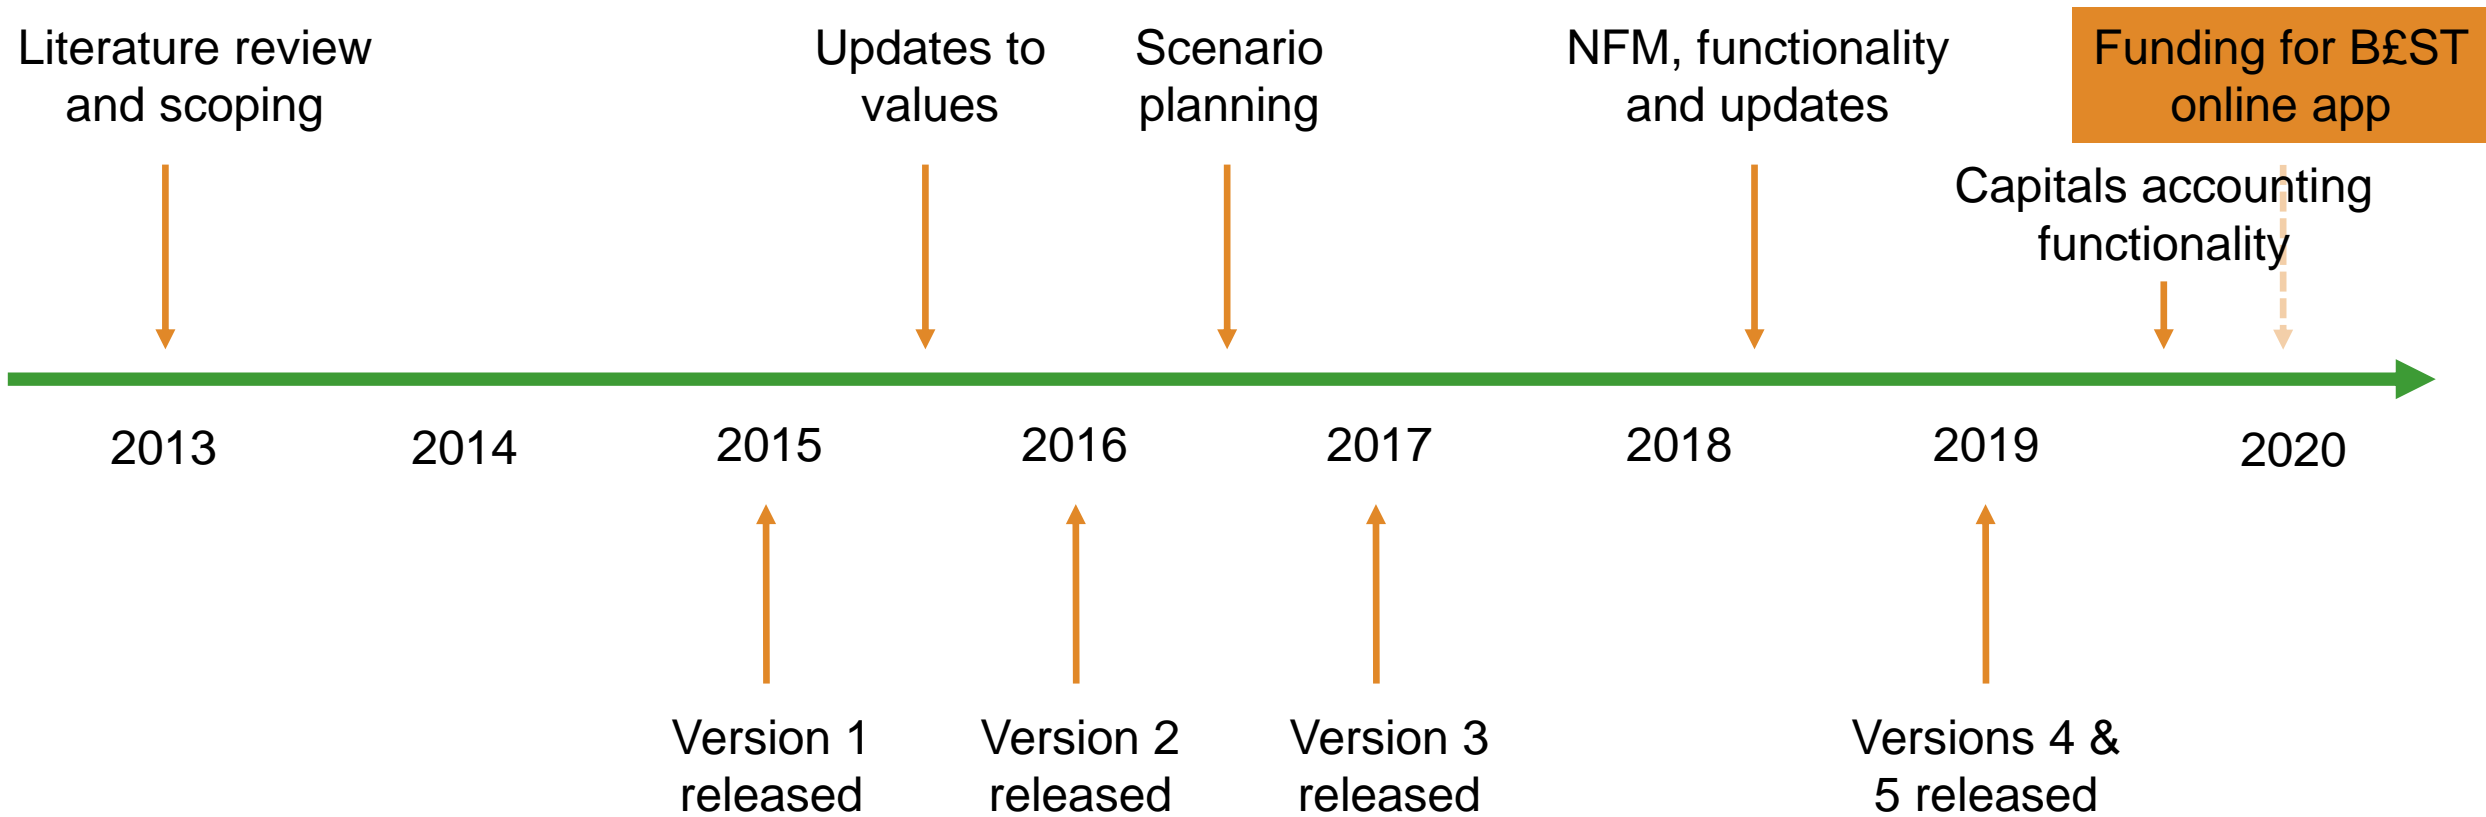 Literature review
and scoping
Updates to
values
Scenario
planning
NFM, functionality
and updates
Funding for B£ST
online app
Capitals accounting
functionality
2013
2014
2015
2016
2017
2018
2019
2020
Version 1
released
Version 2
released
Version 3
released
Versions 4 &
5 released